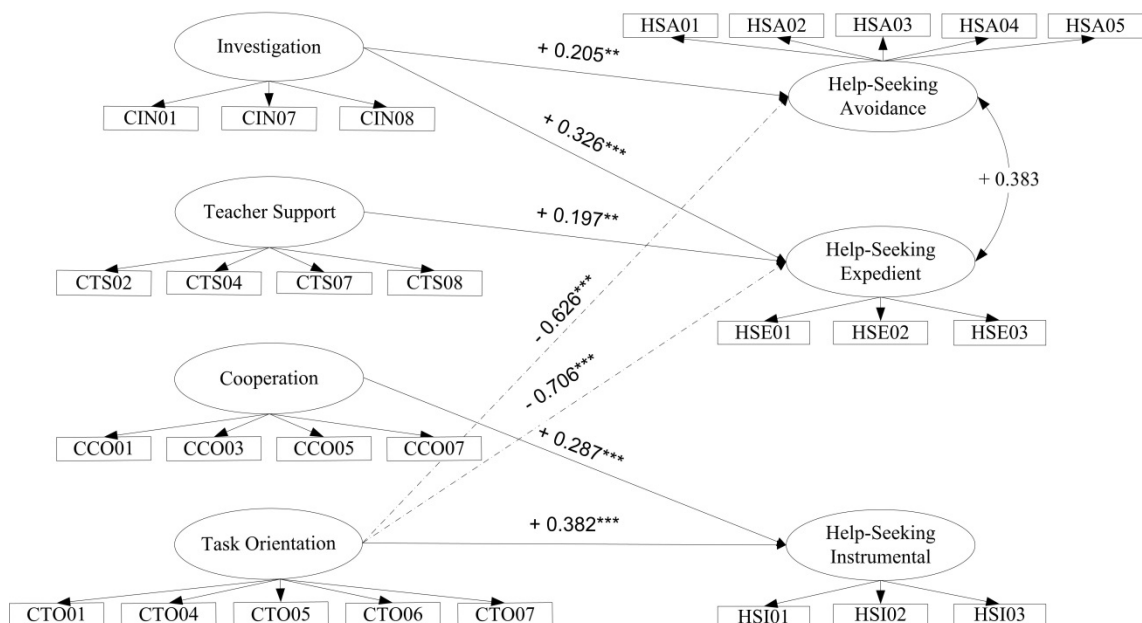 HSA01 HSA02 HSA03 HSA04 HSA05
Investigation
+ 0.205**
Help-Seeking
Avoidance
CIN01 CIN07 CIN08
+ 0.326***
+ 0.383
Teacher Support
+ 0.197**
Help-Seeking
Expedient
CTS02 CTS04 CTS07 CTS08
- 0.626***
HSE01 HSE02 HSE03
Cooperation
- 0.706***
CCO01 CCO03 CCO05 CCO07
+ 0.287***
Task Orientation
+ 0.382***
Help-Seeking
Instrumental
CTO01 CTO04 CTO05 CTO06 CTO07
HSI01 HSI02 HSI03